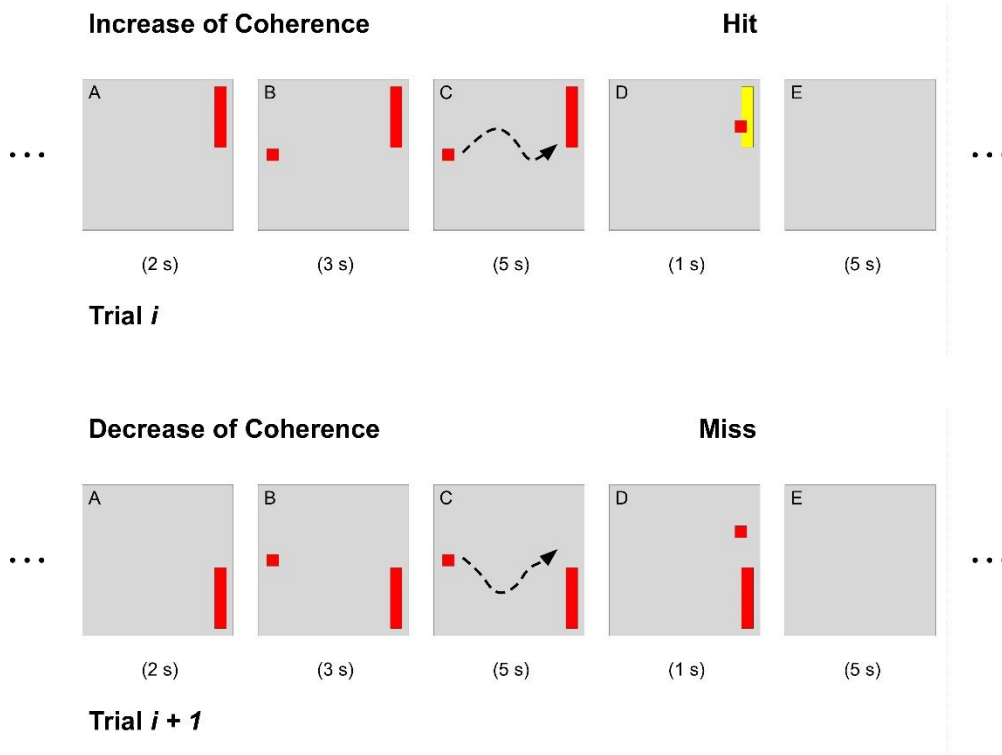 Increase of Coherence Hit
A B C D E
... ...
(2 s) (3 s) (5 s) (1 s) (5 s)
Trial i
Decrease of Coherence Miss
A B C D E
... ...
(2 s) (3 s) (5 s) (1 s) (5 s)
Trial i + 1